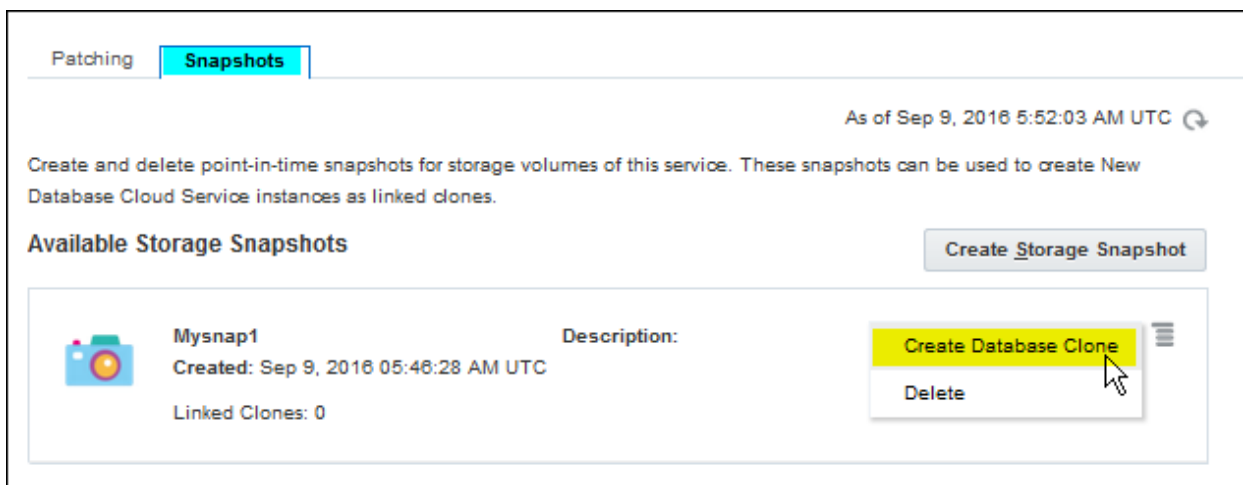 Patching Snapshots
As of Sep 9, 2016 5:52:03 AM UTC
Create and delete point-in-time snapshots for storage volumes of this service. These snapshots can be used to create New
Database Cloud Service instances as linked clones.
Available Storage Snapshots
Create Storage Snapshot
Mysnap1 Description:
Create Database Clone
Created: Sep 9, 2016 05:46:28 AM UTC
Delete
Linked Clones: 0